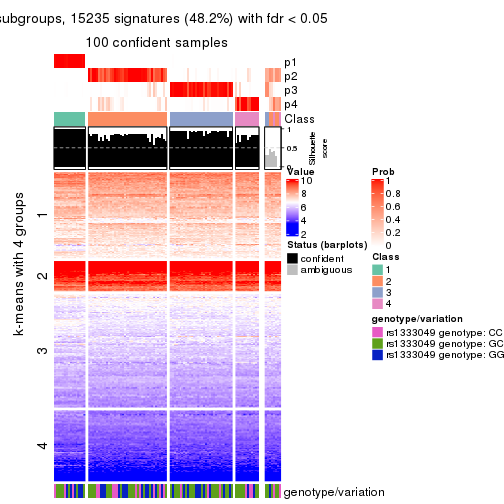 subgroups, 15235 signatures (48.2%) with fdr < 0.05
100 confident samples
p1
p2
p3
p4
Class
1
0.5
0
Silhouette
score
k-means with 4 groups
1
2
3
4
Value
10
8
6
4
2
Status (barplots)
confident
ambiguous
Prob
1
0.8
0.6
0.4
0.2
0
Class
1
2
3
4
genotype/variation
rs1333049 genotype: CC
rs1333049 genotype: GC
rs1333049 genotype: GG
genotype/variation